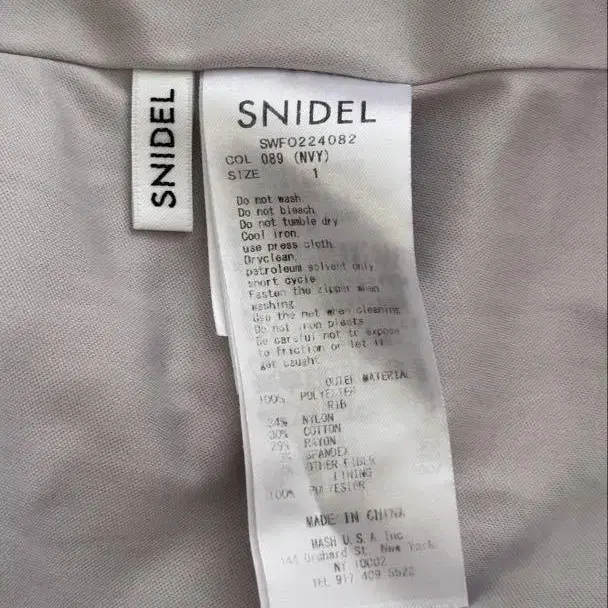 SNIDEL
SNIDEL
SWFO224082
COL 089 (NVY)
SIZE 1
Do not wash.
Do not bleach.
Do not tumble dry
Cool iron.
use press cloth.
Dryclean.
petroleum solvent only
short cycle
Fasten the zipper when
washing
Use the net when cleaning
Do not iron pleats
Be careful not to expose
to friction or let it
get caught.
OUTER MATERIAL
100% POLYESTER
RIB
34% NYLON
30% COTTON
29% RAYON
SPANDEX
OTHER FIBER
LINING
100% POLYESTER
MADE IN CHINA
MASH U.S.A Inc
144 Orchard St. New York
NY 10002
TEL 917 409 5522